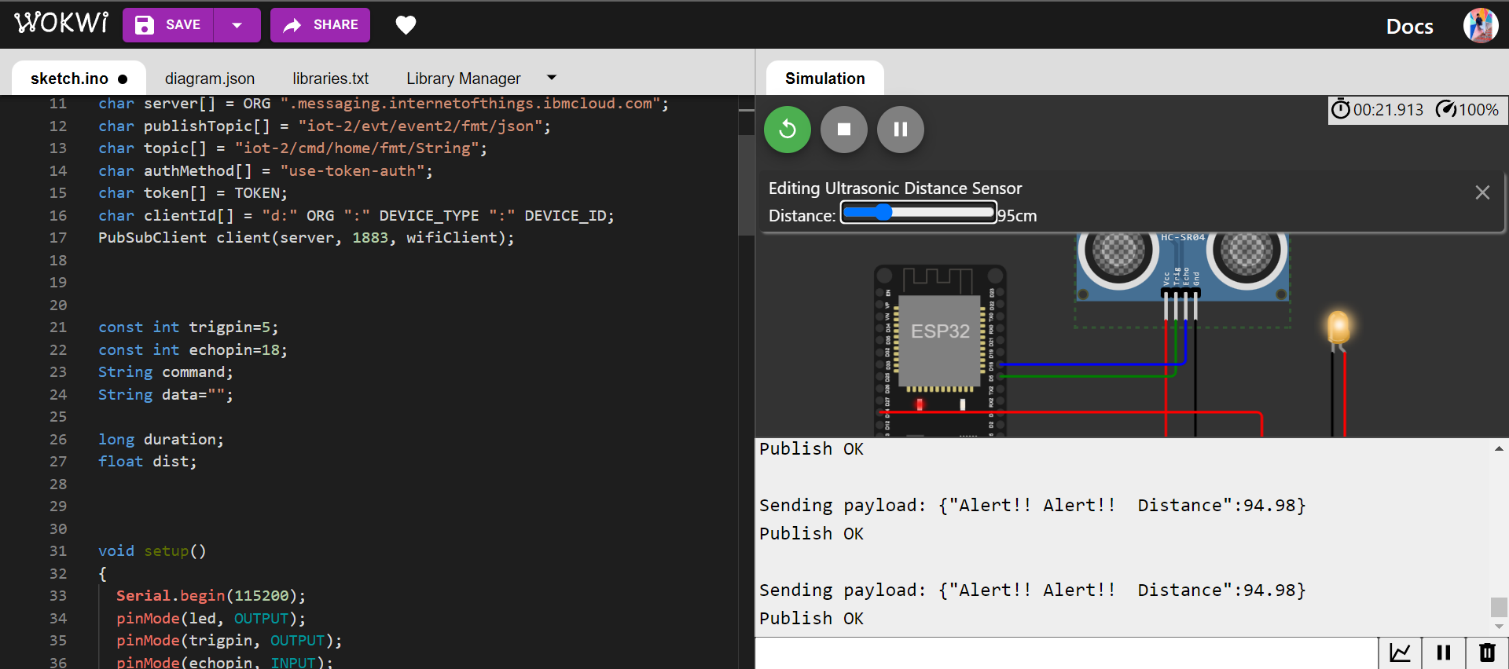 WOKWi SAVE SHARE Docs
sketch.ino ● diagram.json libraries.txt Library Manager
11 char server[] = ORG ".messaging.internetofthings.ibmcloud.com";
12 char publishTopic[] = "iot-2/evt/event2/fmt/json";
13 char topic[] = "iot-2/cmd/home/fmt/String";
14 char authMethod[] = "use-token-auth";
15 char token[] = TOKEN;
16 char clientId[] = "d:" ORG ":" DEVICE_TYPE ":" DEVICE_ID;
17 PubSubClient client(server, 1883, wifiClient);
18
19
20
21 const int trigpin=5;
22 const int echopin=18;
23 String command;
24 String data="";
25
26 long duration;
27 float dist;
28
29
30
31 void setup()
32 {
33 Serial.begin(115200);
34 pinMode(led, OUTPUT);
35 pinMode(trigpin, OUTPUT);
36 pinMode(echopin, INPUT);
Simulation
00:21.913 100%
Editing Ultrasonic Distance Sensor
Distance: 95cm
HC-SR04
Vcc
Trig
Echo
Gnd
ESP32
Publish OK
Sending payload: {"Alert!! Alert!!  Distance":94.98}
Publish OK
Sending payload: {"Alert!! Alert!!  Distance":94.98}
Publish OK